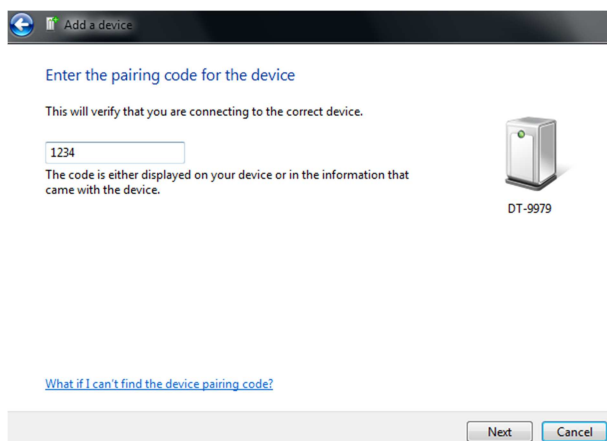 Add a device
Enter the pairing code for the device
This will verify that you are connecting to the correct device.
1234
The code is either displayed on your device or in the information that
came with the device.
DT-9979
What if I can't find the device pairing code?
Next
Cancel